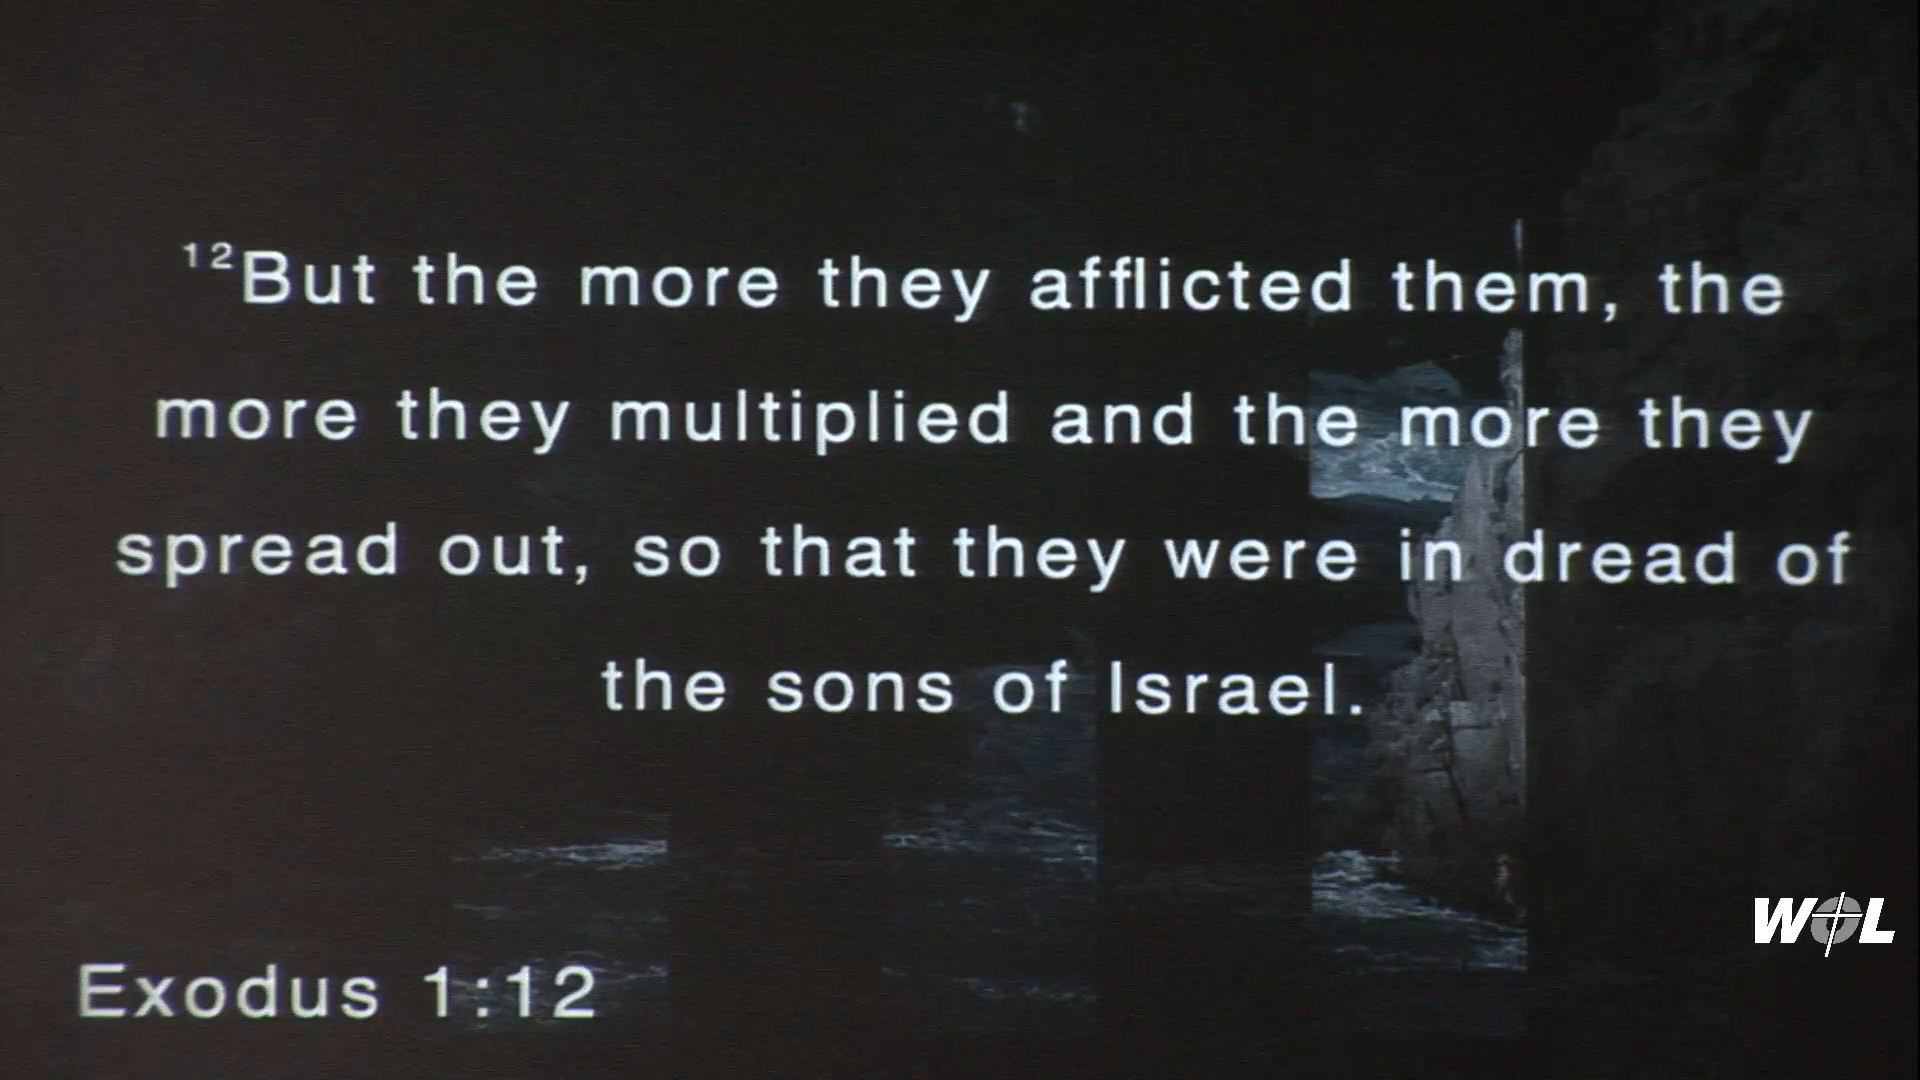 ¹²But the more they afflicted them, the
more they multiplied and the more they
spread out, so that they were in dread of
the sons of Israel.
Exodus 1:12
WOL